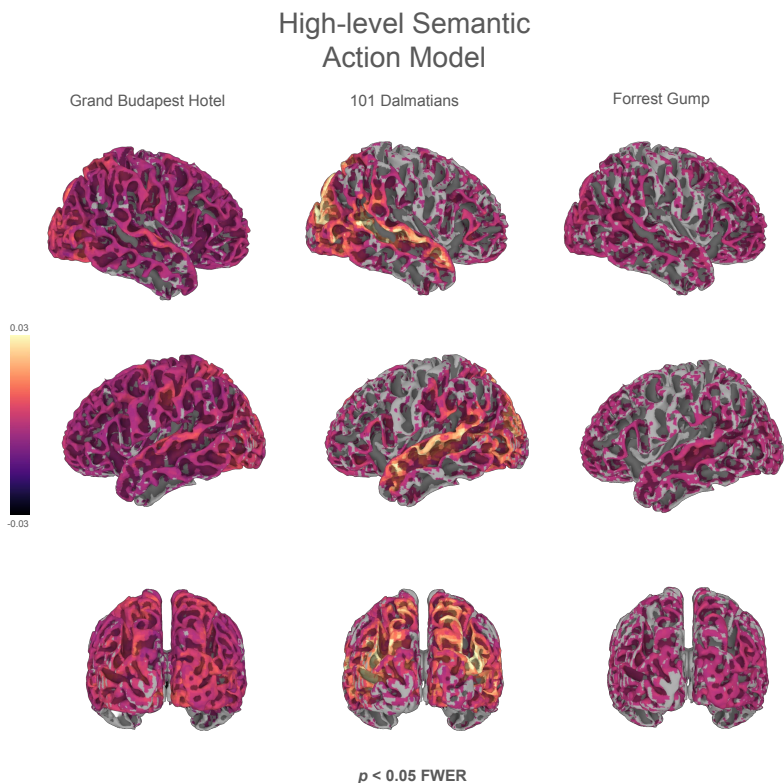 High-level Semantic
Action Model
Grand Budapest Hotel
101 Dalmatians
Forrest Gump
0.03
-0.03
p < 0.05 FWER